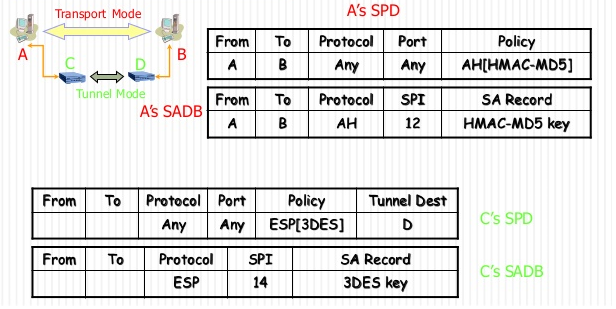 Transport Mode
A
B
C
D
Tunnel Mode
A's SPD
From To Protocol Port Policy
A B Any Any AH[HMAC-MD5]
A's SADB
From To Protocol SPI SA Record
A B AH 12 HMAC-MD5 key
From To Protocol Port Policy Tunnel Dest
Any Any ESP[3DES] D
C's SPD
From To Protocol SPI SA Record
ESP 14 3DES key
C's SADB